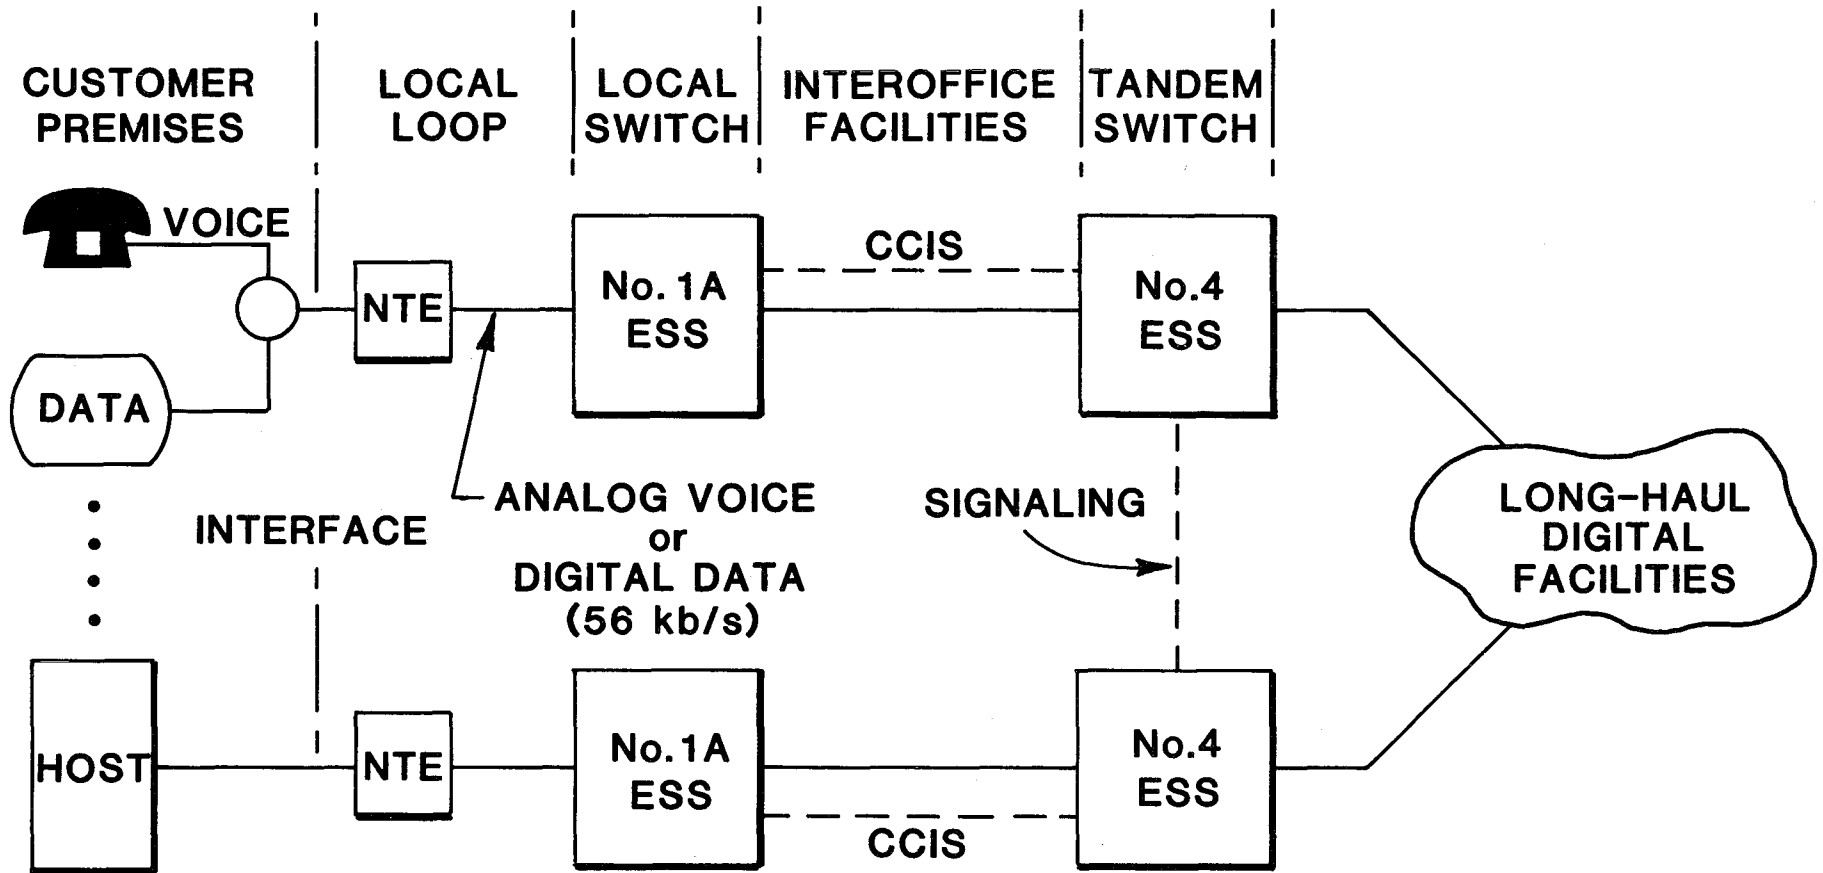 CUSTOMER
PREMISES
LOCAL
LOOP
LOCAL
SWITCH
INTEROFFICE
FACILITIES
TANDEM
SWITCH
VOICE
DATA
NTE
No. 1A
ESS
CCIS
No.4
ESS
INTERFACE
ANALOG VOICE
or
DIGITAL DATA
(56 kb/s)
SIGNALING
LONG-HAUL
DIGITAL
FACILITIES
HOST
NTE
No. 1A
ESS
CCIS
No.4
ESS